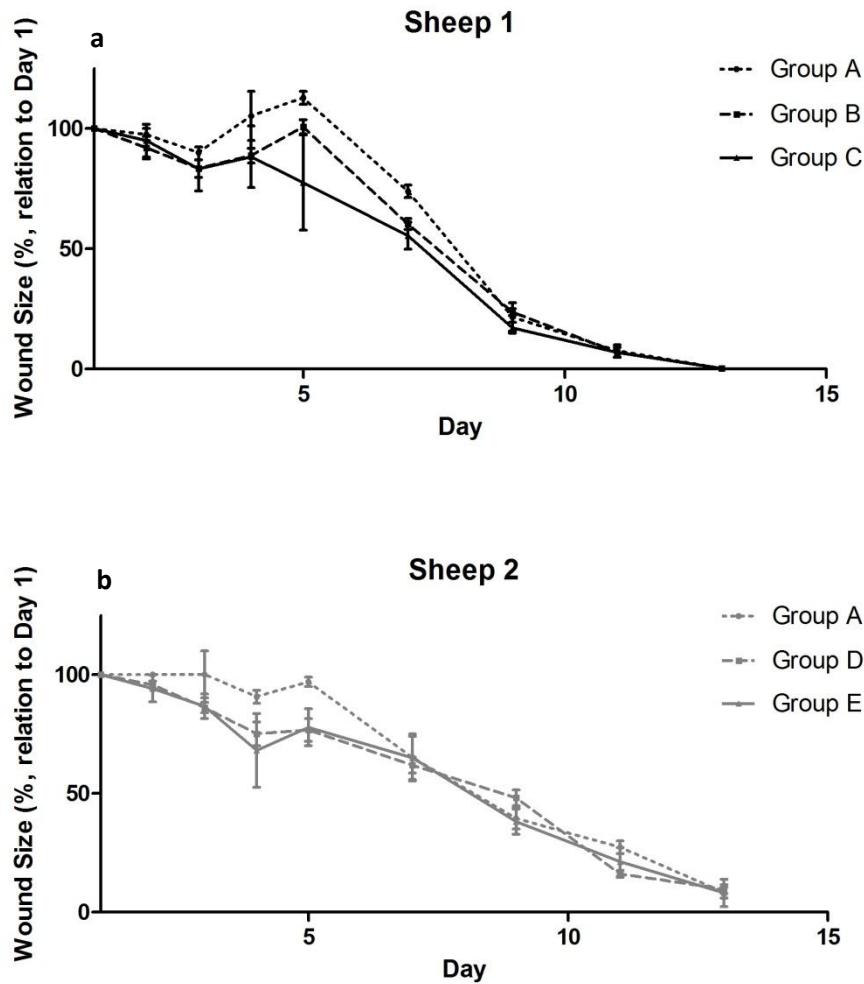 Sheep 1
a
Group A
Group B
Group C
Wound Size (%, relation to Day 1)
100
50
0
5
10
15
Day
Sheep 2
b
Group A
Group D
Group E
Wound Size (%, relation to Day 1)
100
50
0
5
10
15
Day